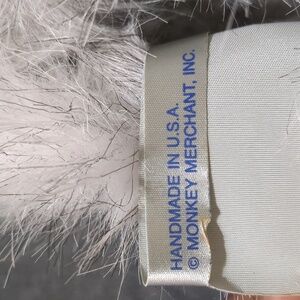 HANDMADE IN U.S.A.
© MONKEY MERCHANT, INC.